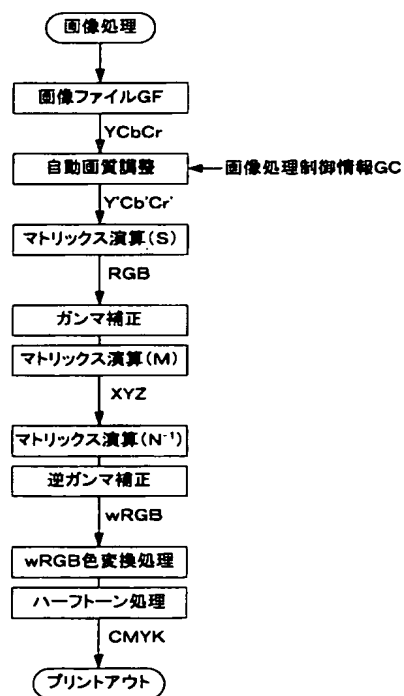 画像処理
画像ファイルGF
YCbCr
自動画質調整
画像処理制御情報GC
Y'Cb'Cr'
マトリックス演算(S)
RGB
ガンマ補正
マトリックス演算(M)
XYZ
マトリックス演算(N⁻¹)
逆ガンマ補正
wRGB
wRGB色変換処理
ハーフトーン処理
CMYK
プリントアウト